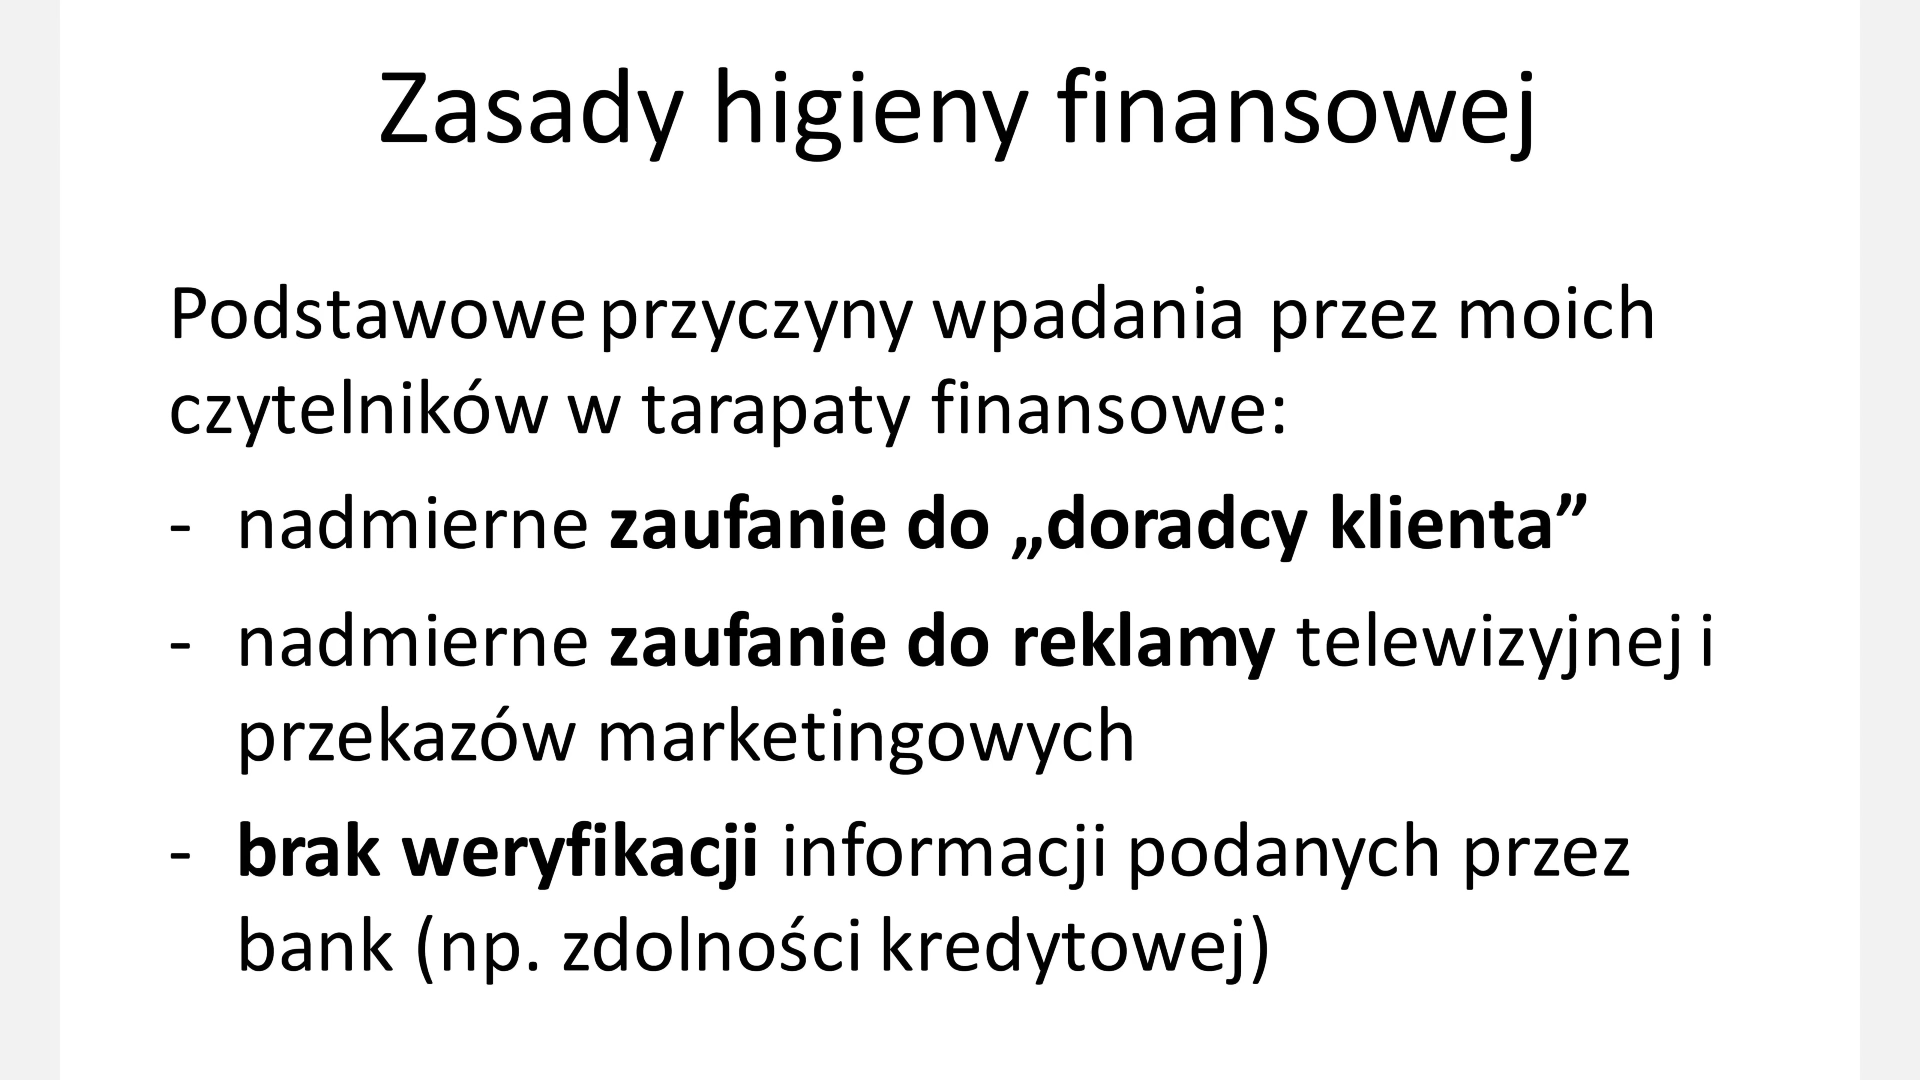 Zasady higieny finansowej
Podstawowe przyczyny wpadania przez moich
czytelników w tarapaty finansowe:
- nadmierne zaufanie do „doradcy klienta”
- nadmierne zaufanie do reklamy telewizyjnej i
przekazów marketingowych
- brak weryfikacji informacji podanych przez
bank (np. zdolności kredytowej)